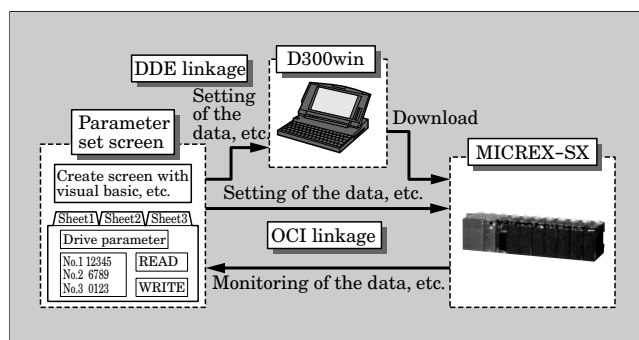 D300win
DDE linkage
Setting
of the
data, etc.
Download
Parameter
set screen
MICREX-SX
Create screen with
visual basic, etc.
Setting of the data, etc.
Sheet1 Sheet2 Sheet3
Drive parameter
OCI linkage
No.1 12345
No.2 6789
No.3 0123
READ
WRITE
Monitoring of the data, etc.